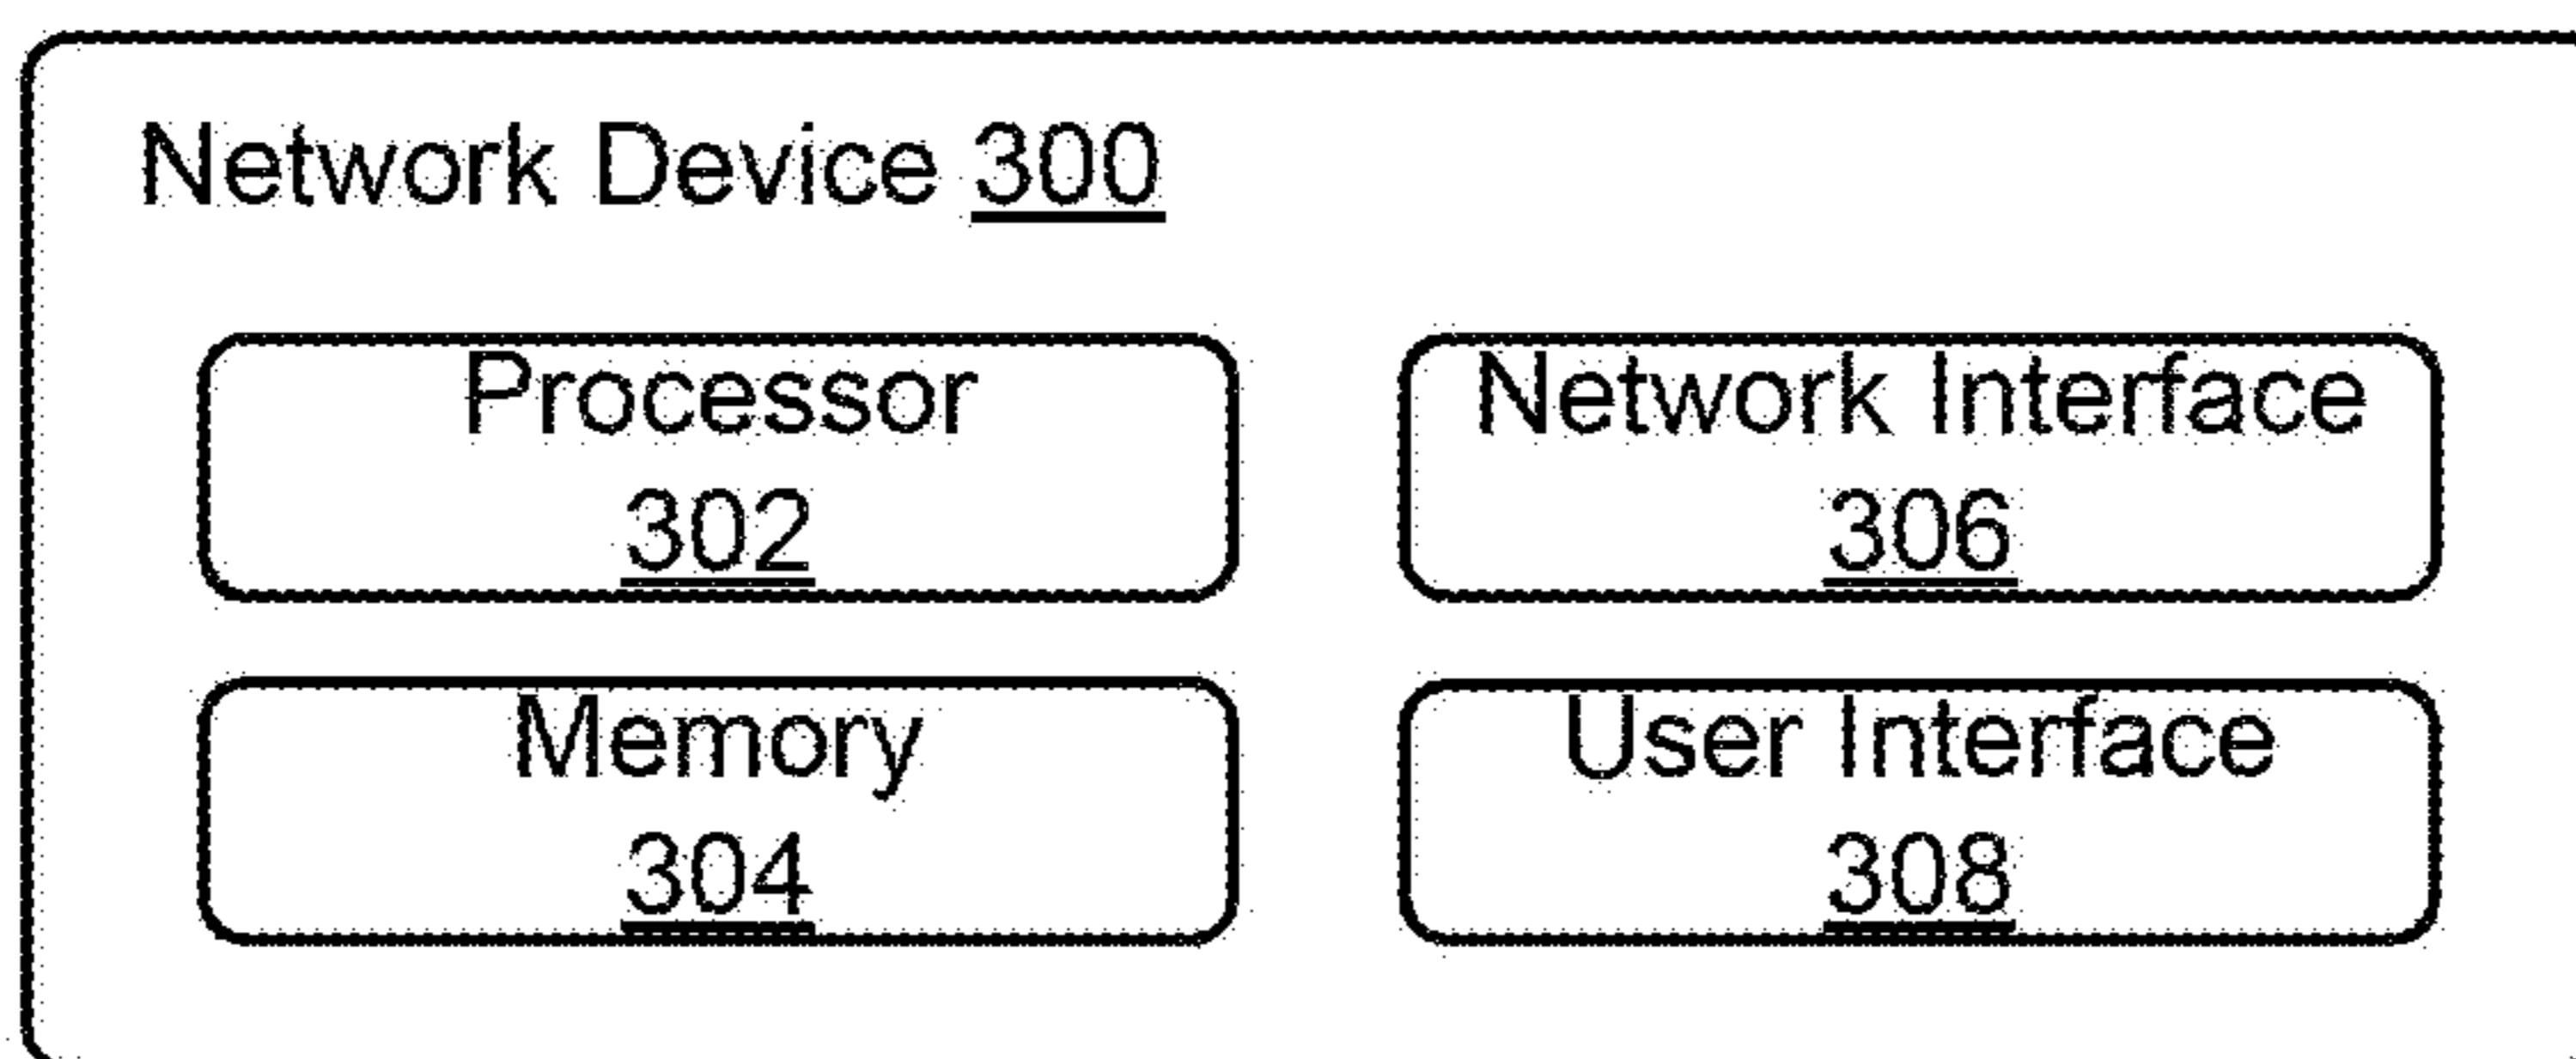 Network Device 300
Processor
302
Network Interface
306
Memory
304
User Interface
308